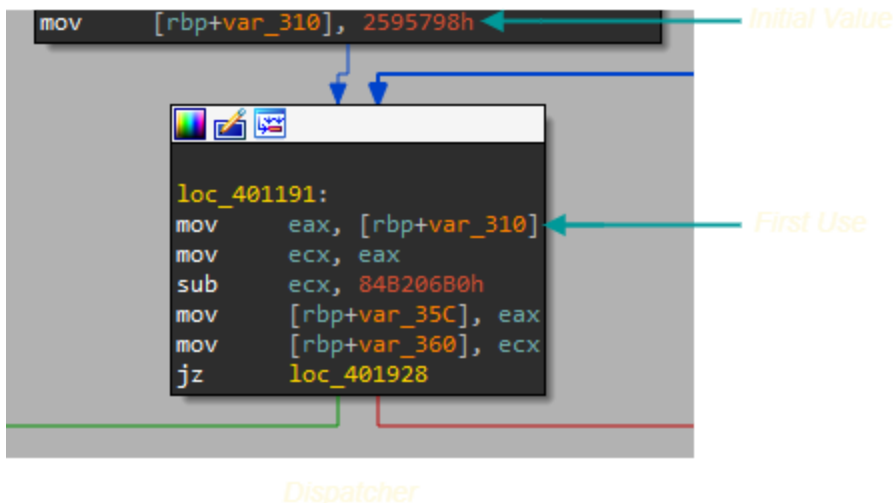 mov [rbp+var_310], 2595798h
Initial Value
loc_401191:
mov eax, [rbp+var_310]
First Use
mov ecx, eax
sub ecx, 84B206B0h
mov [rbp+var_35C], eax
mov [rbp+var_360], ecx
jz loc_401928
Dispatcher